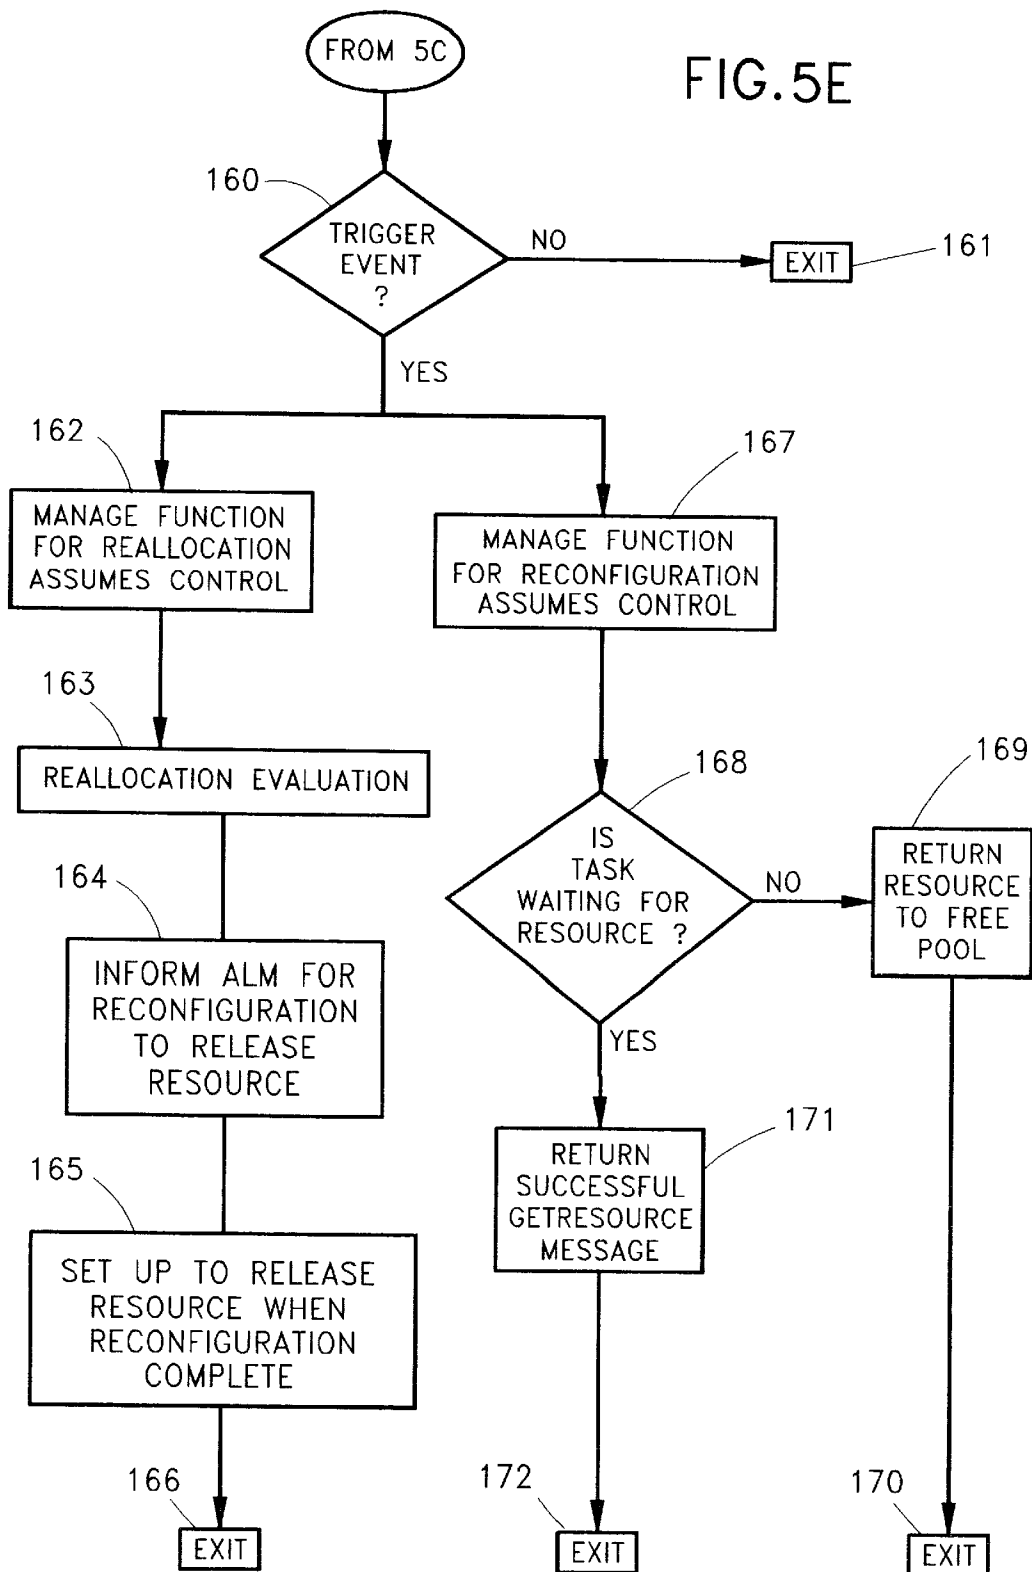 FROM 5C
FIG.5E
160
TRIGGER
EVENT
?
NO
EXIT
161
YES
162
167
MANAGE FUNCTION
FOR REALLOCATION
ASSUMES CONTROL
MANAGE FUNCTION
FOR RECONFIGURATION
ASSUMES CONTROL
163
REALLOCATION EVALUATION
168
IS
TASK
WAITING FOR
RESOURCE ?
NO
169
RETURN
RESOURCE
TO FREE
POOL
164
INFORM ALM FOR
RECONFIGURATION
TO RELEASE
RESOURCE
YES
171
RETURN
SUCCESSFUL
GETRESOURCE
MESSAGE
165
SET UP TO RELEASE
RESOURCE WHEN
RECONFIGURATION
COMPLETE
166
EXIT
172
EXIT
170
EXIT